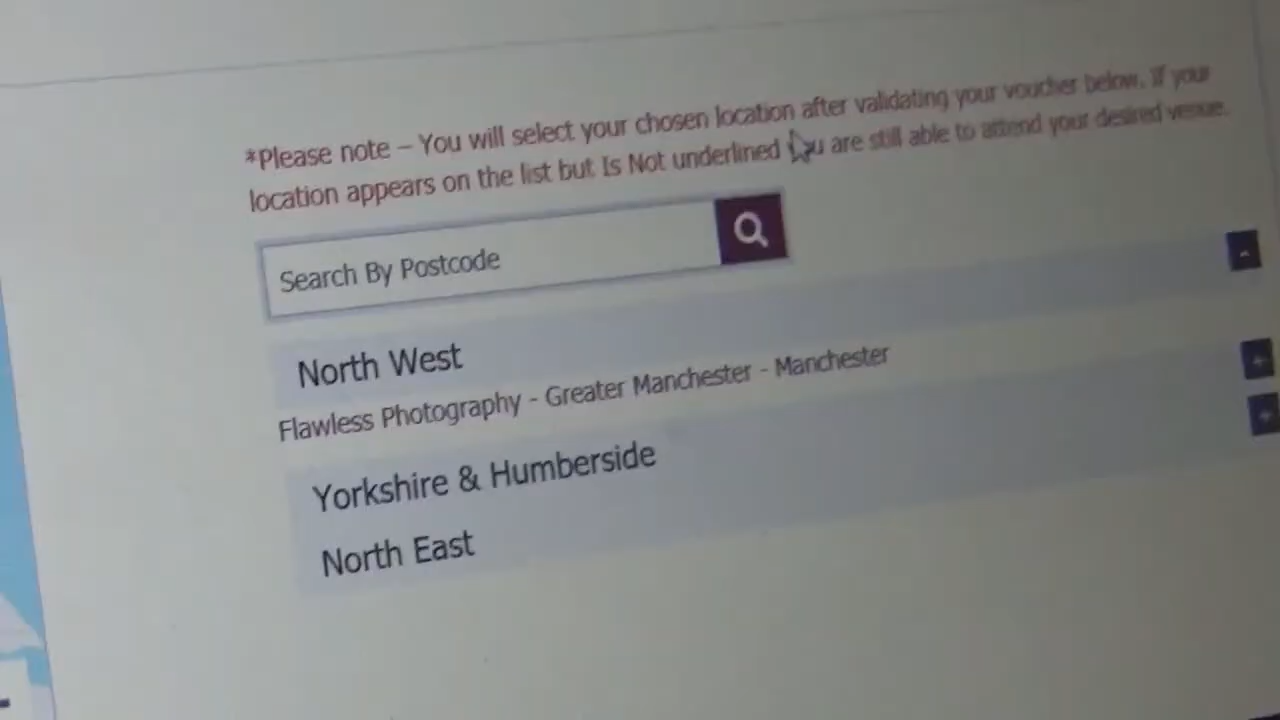 *Please note – You will select your chosen location after validating your voucher below. If your
location appears on the list but Is Not underlined you are still able to attend your desired venue.
Search By Postcode
North West
Flawless Photography - Greater Manchester - Manchester
Yorkshire & Humberside
North East